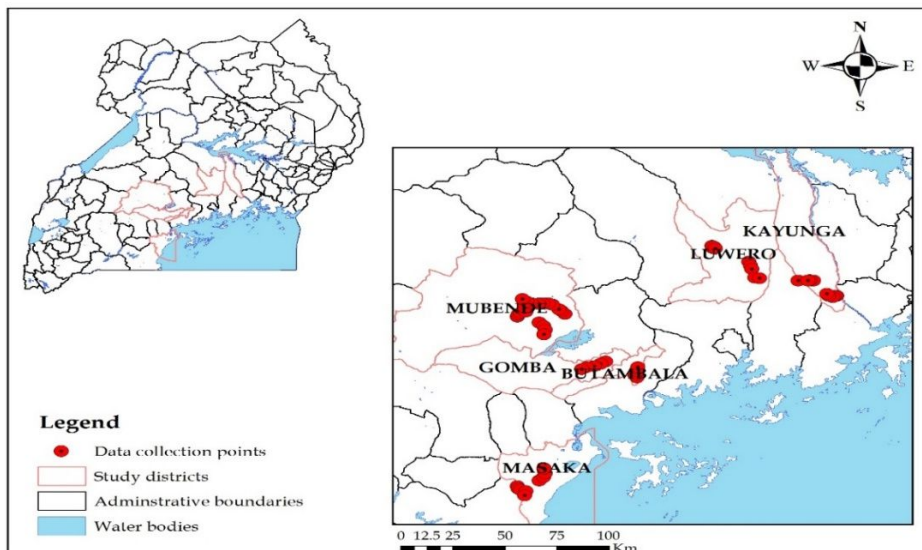 N
W E
S
KAYUNGA
LUWERO
MUBENDE
GOMBA
BUTAMBALA
MASAKA
Legend
Data collection points
Study districts
Adminstrative boundaries
Water bodies
0 12.5 25 50 75 100
Km